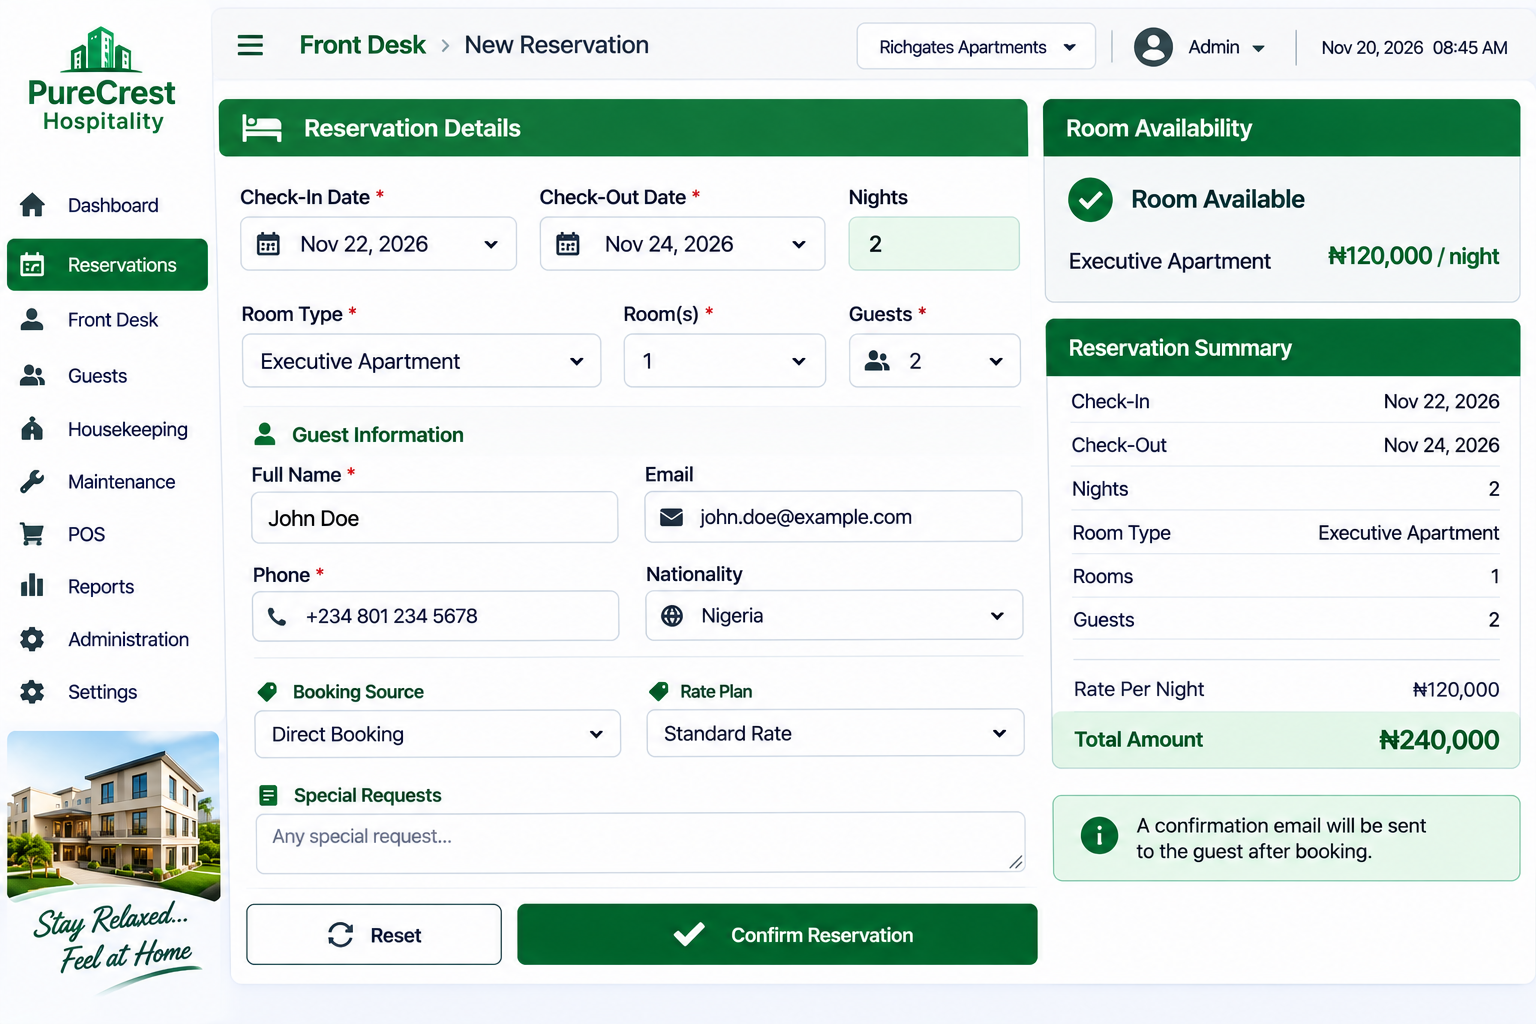 PureCrest
Hospitality
Dashboard
Reservations
Front Desk
Guests
Housekeeping
Maintenance
POS
Reports
Administration
Settings
Stay Relaxed...
Feel at Home
Front Desk > New Reservation
Richgates Apartments
Admin
Nov 20, 2026 08:45 AM
Reservation Details
Check-In Date * Check-Out Date * Nights
Nov 22, 2026 Nov 24, 2026 2
Room Type * Room(s) * Guests *
Executive Apartment 1 2
Guest Information
Full Name * Email
John Doe john.doe@example.com
Phone * Nationality
+234 801 234 5678 Nigeria
Booking Source Rate Plan
Direct Booking Standard Rate
Special Requests
Any special request...
Reset Confirm Reservation
Room Availability
Room Available
Executive Apartment ₦120,000 / night
Reservation Summary
Check-In Nov 22, 2026
Check-Out Nov 24, 2026
Nights 2
Room Type Executive Apartment
Rooms 1
Guests 2
Rate Per Night ₦120,000
Total Amount ₦240,000
A confirmation email will be sent
to the guest after booking.